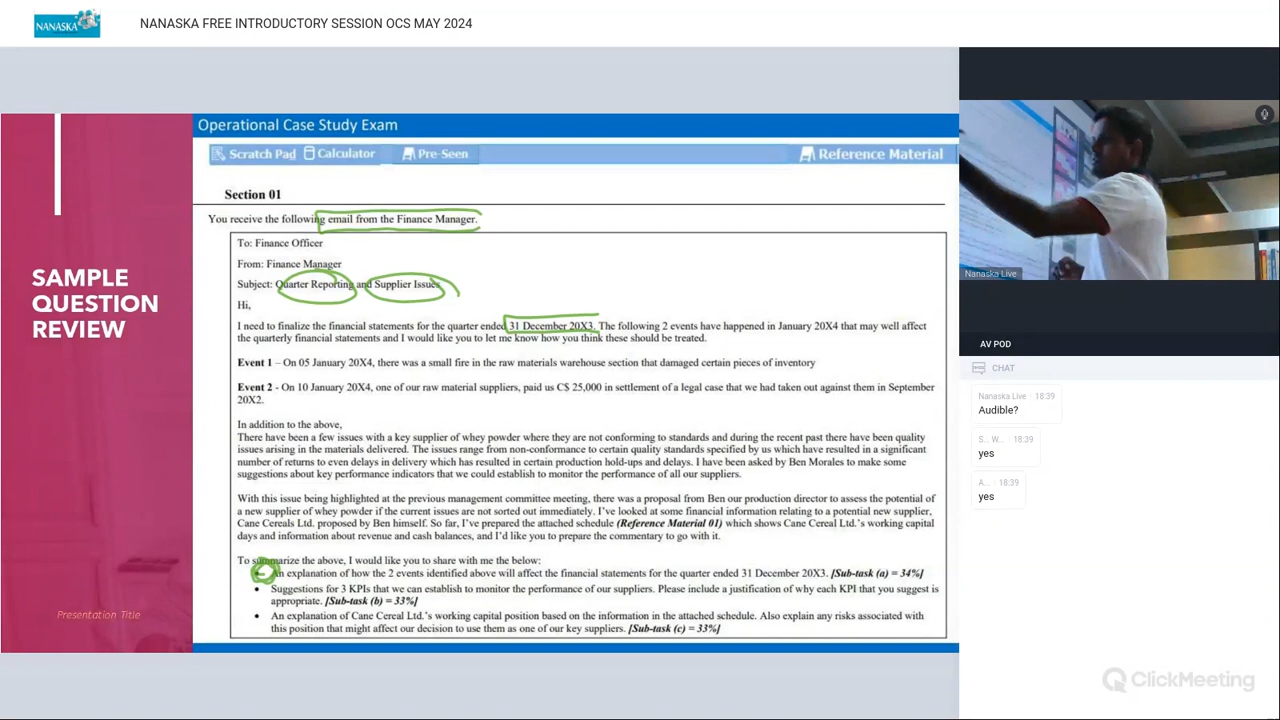 NANASKA
NANASKA FREE INTRODUCTORY SESSION OCS MAY 2024
SAMPLE
QUESTION
REVIEW
Presentation Title
Operational Case Study Exam
Scratch Pad
Calculator
Pre-Seen
Reference Material
Section 01
You receive the following email from the Finance Manager.
To: Finance Officer
From: Finance Manager
Subject: Quarter Reporting and Supplier Issues
Hi,
I need to finalize the financial statements for the quarter ended 31 December 20X3. The following 2 events have happened in January 20X4 that may well affect
the quarterly financial statements and I would like you to let me know how you think these should be treated.
Event 1 – On 05 January 20X4, there was a small fire in the raw materials warehouse section that damaged certain pieces of inventory
Event 2 - On 10 January 20X4, one of our raw material suppliers, paid us C$ 25,000 in settlement of a legal case that we had taken out against them in September
20X2.
In addition to the above,
There have been a few issues with a key supplier of whey powder where they are not conforming to standards and during the recent past there have been quality
issues arising in the materials delivered. The issues range from non-conformance to certain quality standards specified by us which have resulted in a significant
number of returns to even delays in delivery which has resulted in certain production hold-ups and delays. I have been asked by Ben Morales to make some
suggestions about key performance indicators that we could establish to monitor the performance of all our suppliers.
With this issue being highlighted at the previous management committee meeting, there was a proposal from Ben our production director to assess the potential of
a new supplier of whey powder if the current issues are not sorted out immediately. I've looked at some financial information relating to a potential new supplier,
Cane Cereals Ltd. proposed by Ben himself. So far, I've prepared the attached schedule (Reference Material 01) which shows Cane Cereal Ltd.'s working capital
days and information about revenue and cash balances, and I'd like you to prepare the commentary to go with it.
To summarize the above, I would like you to share with me the below:
An explanation of how the 2 events identified above will affect the financial statements for the quarter ended 31 December 20X3. [Sub-task (a) = 34%]
• Suggestions for 3 KPIs that we can establish to monitor the performance of our suppliers. Please include a justification of why each KPI that you suggest is
appropriate. [Sub-task (b) = 33%]
• An explanation of Cane Cereal Ltd.'s working capital position based on the information in the attached schedule. Also explain any risks associated with
this position that might affect our decision to use them as one of our key suppliers. [Sub-task (c) = 33%]
Nanaska Live
AV POD
CHAT
Nanaska Live 18:39
Audible?
S... W... 18:39
yes
A... 18:39
yes
ClickMeeting